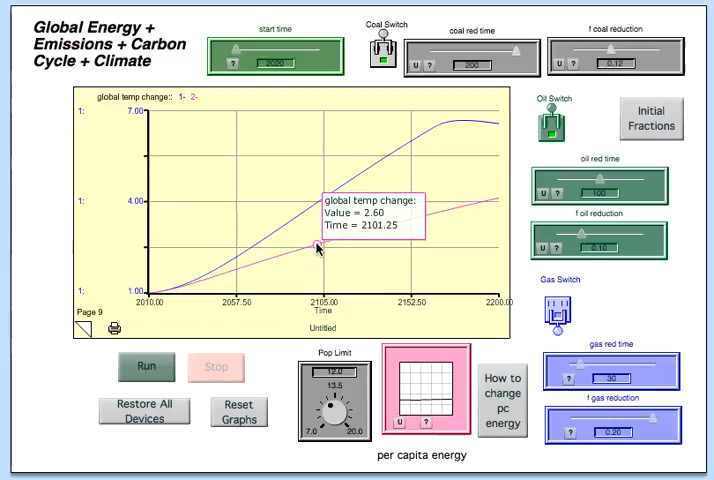 Global Energy +
Emissions + Carbon
Cycle + Climate
start time
?
2020
Coal Switch
coal red time
U ?
200
f coal reduction
U ?
0.12
global temp change:: 1- 2-
1: 7.00
1: 4.00
1: 1.00
global temp change:
Value = 2.60
Time = 2101.25
2010.00 2057.50 2105.00 2152.50 2200.00
Time
Page 9
Untitled
Oil Switch
Initial
Fractions
oil red time
U ?
100
f oil reduction
U ?
0.10
Gas Switch
gas red time
?
30
f gas reduction
?
0.20
Run
Stop
Restore All
Devices
Reset
Graphs
Pop Limit
12.0
13.5
7.0 20.0
U ?
How to
change
pc
energy
per capita energy